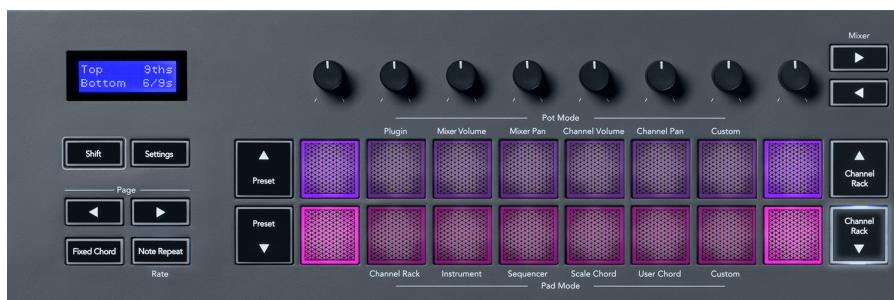 Mixer
Top 9ths
Bottom 6/9s
Pot Mode
Plugin Mixer Volume Mixer Pan Channel Volume Channel Pan Custom
Shift Settings
Preset
Channel
Rack
Page
Preset
Channel
Rack
Fixed Chord Note Repeat
Rate
Channel Rack Instrument Sequencer Scale Chord User Chord Custom
Pad Mode